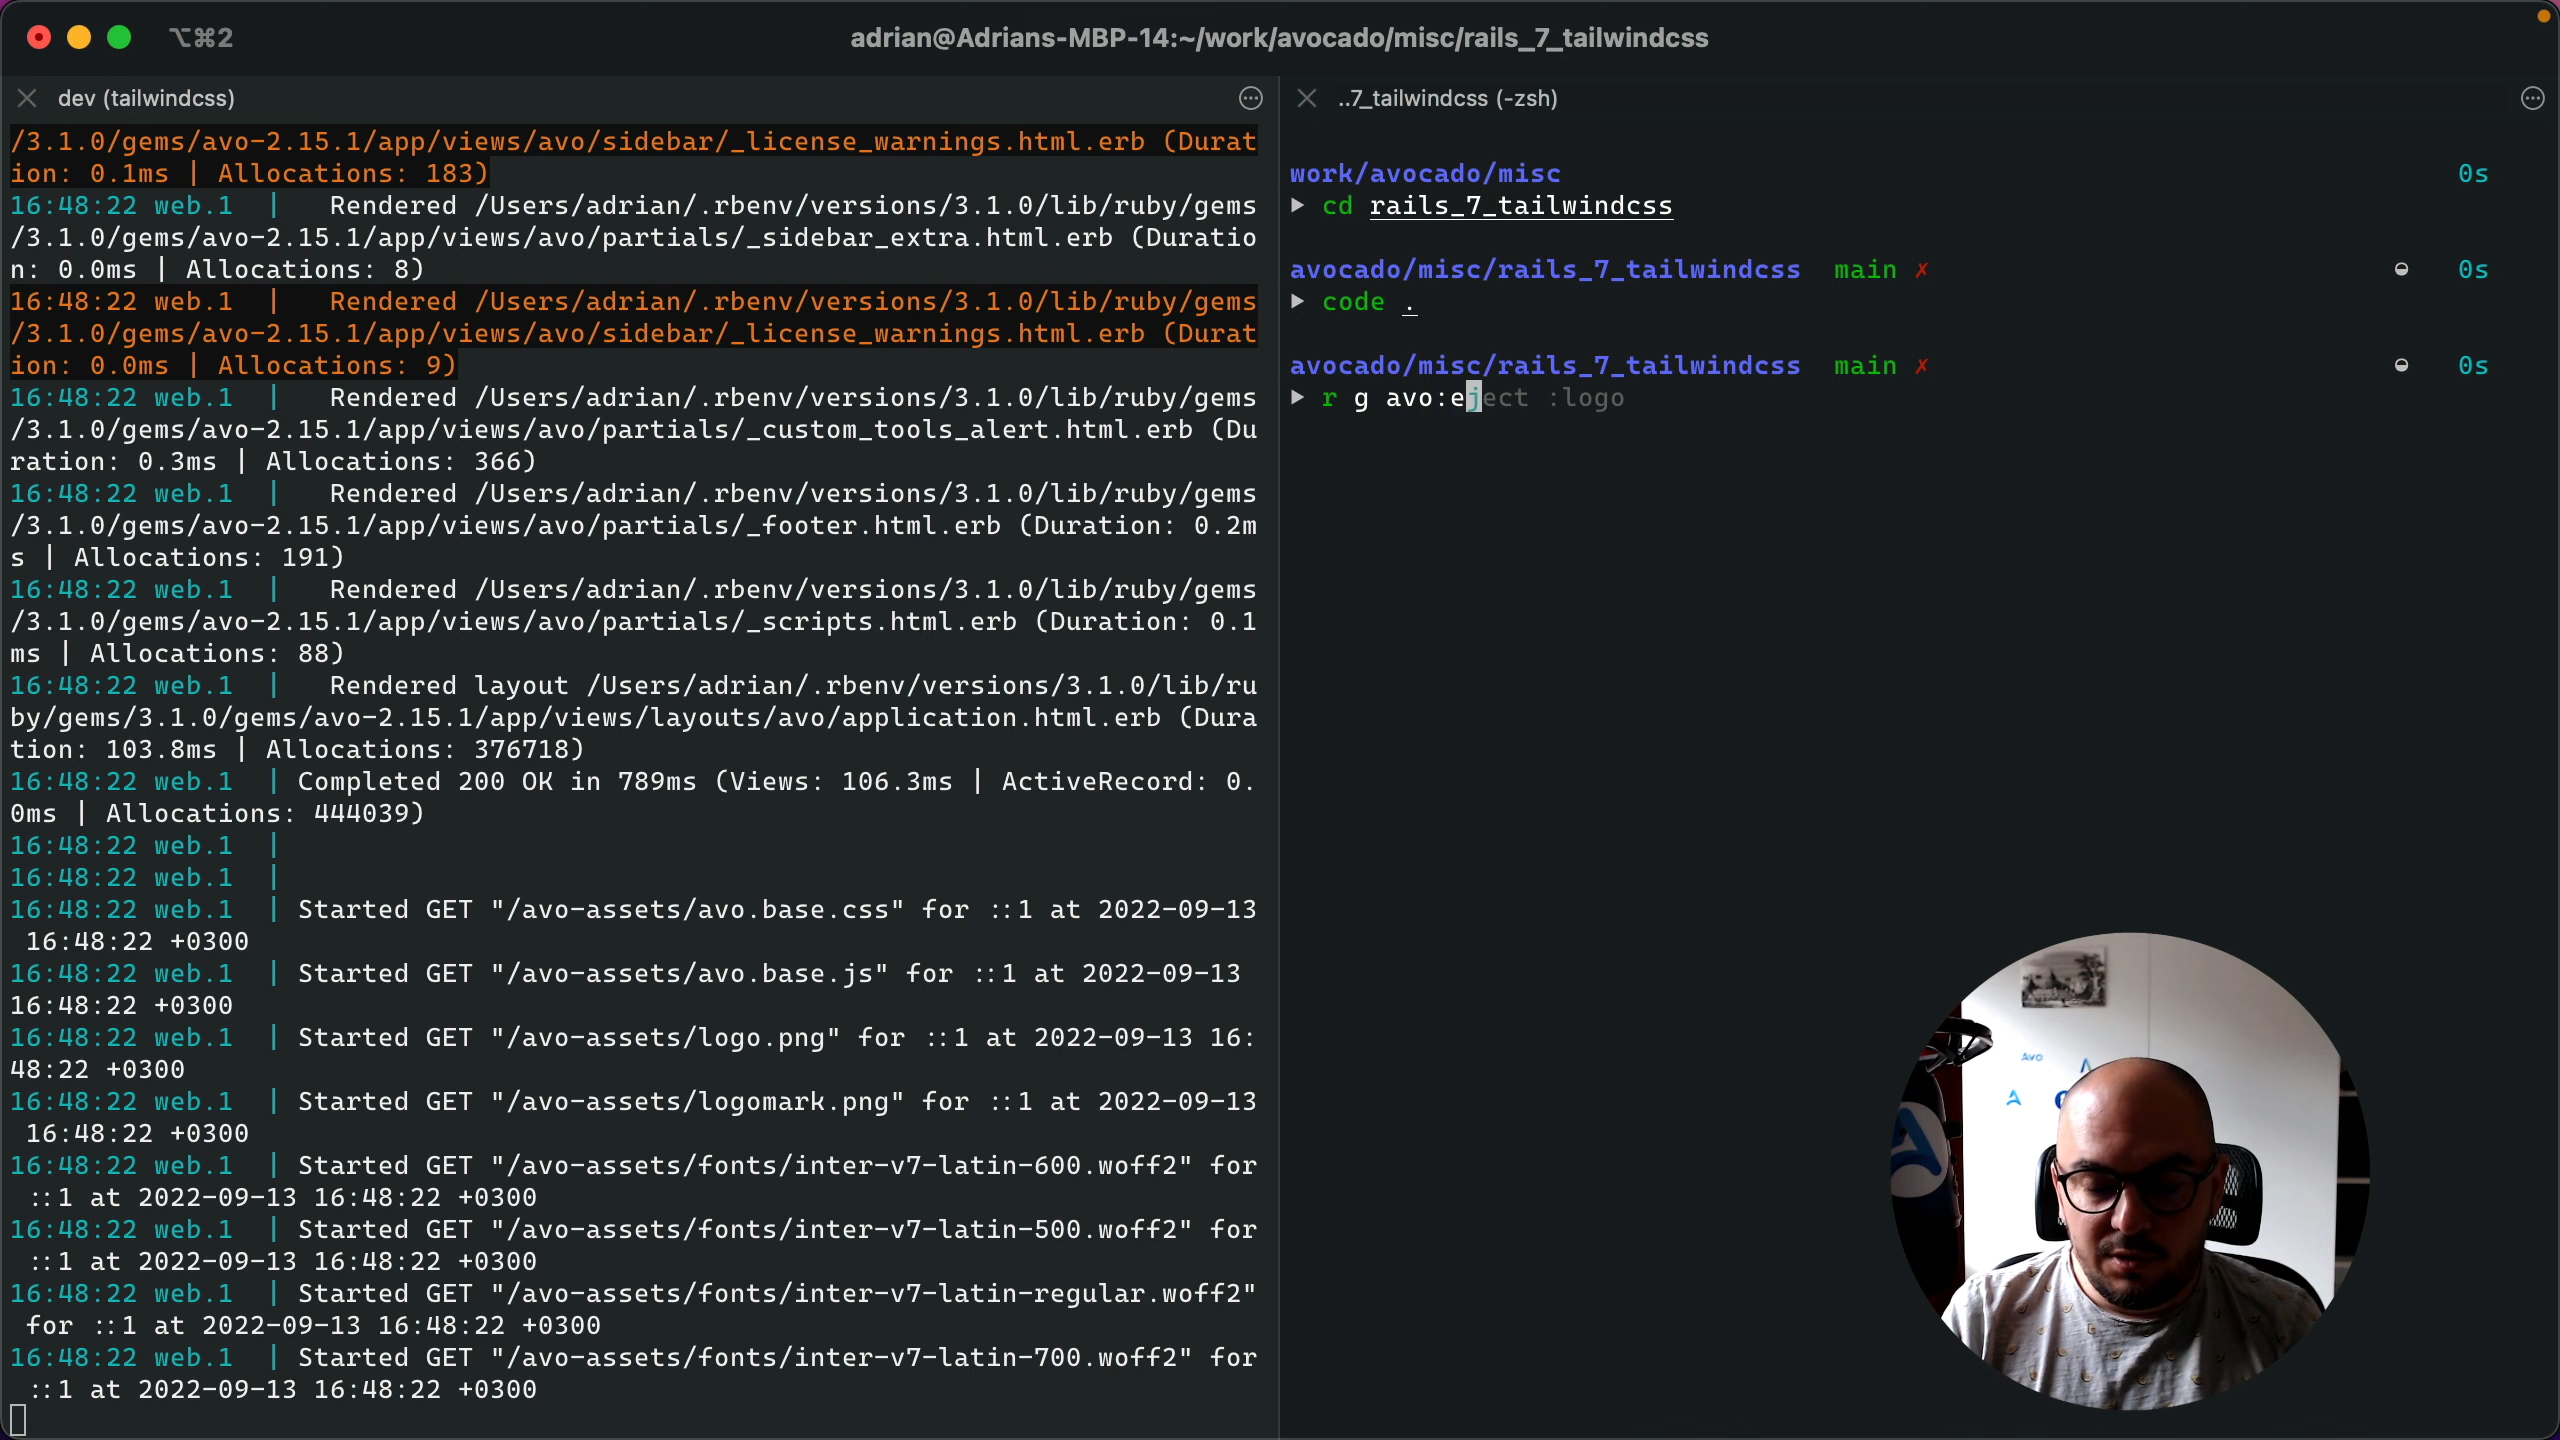 ⌥⌘2
adrian@Adrians-MBP-14:~/work/avocado/misc/rails_7_tailwindcss
dev (tailwindcss)
/3.1.0/gems/avo-2.15.1/app/views/avo/sidebar/_license_warnings.html.erb (Durat
ion: 0.1ms | Allocations: 183)
16:48:22 web.1  |   Rendered /Users/adrian/.rbenv/versions/3.1.0/lib/ruby/gems
/3.1.0/gems/avo-2.15.1/app/views/avo/partials/_sidebar_extra.html.erb (Duratio
n: 0.0ms | Allocations: 8)
16:48:22 web.1  |   Rendered /Users/adrian/.rbenv/versions/3.1.0/lib/ruby/gems
/3.1.0/gems/avo-2.15.1/app/views/avo/sidebar/_license_warnings.html.erb (Durat
ion: 0.0ms | Allocations: 9)
16:48:22 web.1  |   Rendered /Users/adrian/.rbenv/versions/3.1.0/lib/ruby/gems
/3.1.0/gems/avo-2.15.1/app/views/avo/partials/_custom_tools_alert.html.erb (Du
ration: 0.3ms | Allocations: 366)
16:48:22 web.1  |   Rendered /Users/adrian/.rbenv/versions/3.1.0/lib/ruby/gems
/3.1.0/gems/avo-2.15.1/app/views/avo/partials/_footer.html.erb (Duration: 0.2m
s | Allocations: 191)
16:48:22 web.1  |   Rendered /Users/adrian/.rbenv/versions/3.1.0/lib/ruby/gems
/3.1.0/gems/avo-2.15.1/app/views/avo/partials/_scripts.html.erb (Duration: 0.1
ms | Allocations: 88)
16:48:22 web.1  |   Rendered layout /Users/adrian/.rbenv/versions/3.1.0/lib/ru
by/gems/3.1.0/gems/avo-2.15.1/app/views/layouts/avo/application.html.erb (Dura
tion: 103.8ms | Allocations: 376718)
16:48:22 web.1  | Completed 200 OK in 789ms (Views: 106.3ms | ActiveRecord: 0.
0ms | Allocations: 444039)
16:48:22 web.1  |
16:48:22 web.1  |
16:48:22 web.1  | Started GET "/avo-assets/avo.base.css" for ::1 at 2022-09-13
16:48:22 +0300
16:48:22 web.1  | Started GET "/avo-assets/avo.base.js" for ::1 at 2022-09-13
16:48:22 +0300
16:48:22 web.1  | Started GET "/avo-assets/logo.png" for ::1 at 2022-09-13 16:
48:22 +0300
16:48:22 web.1  | Started GET "/avo-assets/logomark.png" for ::1 at 2022-09-13
16:48:22 +0300
16:48:22 web.1  | Started GET "/avo-assets/fonts/inter-v7-latin-600.woff2" for
::1 at 2022-09-13 16:48:22 +0300
16:48:22 web.1  | Started GET "/avo-assets/fonts/inter-v7-latin-500.woff2" for
::1 at 2022-09-13 16:48:22 +0300
16:48:22 web.1  | Started GET "/avo-assets/fonts/inter-v7-latin-regular.woff2"
for ::1 at 2022-09-13 16:48:22 +0300
16:48:22 web.1  | Started GET "/avo-assets/fonts/inter-v7-latin-700.woff2" for
::1 at 2022-09-13 16:48:22 +0300
..7_tailwindcss (-zsh)
work/avocado/misc 0s
▶ cd rails_7_tailwindcss
avocado/misc/rails_7_tailwindcss  main ✗ 0s
▶ code .
avocado/misc/rails_7_tailwindcss  main ✗ 0s
▶ r g avo:eject :logo
Avo